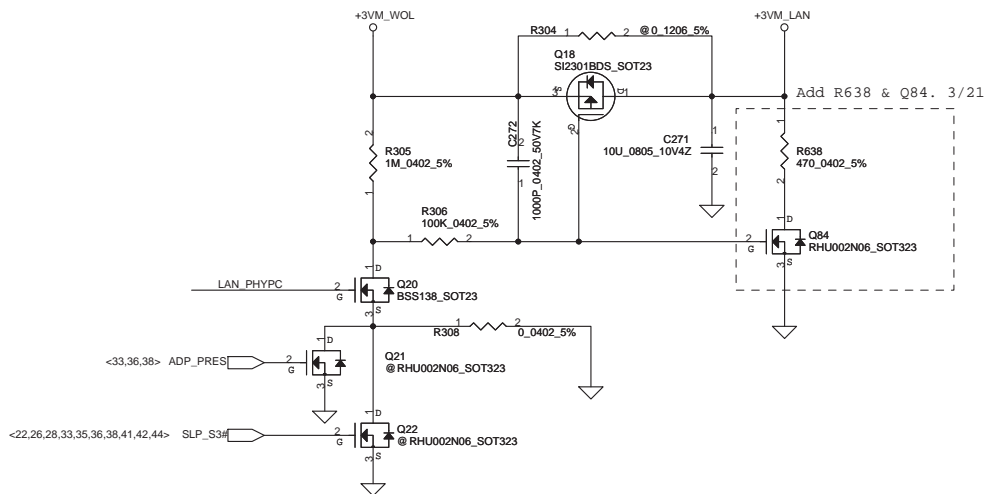 +3VM_WOL
+3VM_LAN
R304 1 2 @0_1206_5%
Q18
SI2301BDS_SOT23
3 S D 1
G
2
Add R638 & Q84. 3/21
2
R305
1M_0402_5%
1
C272
2
1
1000P_0402_50V7K
C271
10U_0805_10V4Z
1
2
1
R638
470_0402_5%
2
R306
100K_0402_5%
1 2
1 D
2
G
Q84
RHU002N06_SOT323
3 S
LAN_PHYPC
1 D
2
G
Q20
BSS138_SOT23
3 S
R308 1 2 0_0402_5%
<33,36,38> ADP_PRES
1 D
2
G
Q21
@RHU002N06_SOT323
3 S
<22,26,28,33,35,36,38,41,42,44> SLP_S3#
1 D
2
G
Q22
@RHU002N06_SOT323
3 S